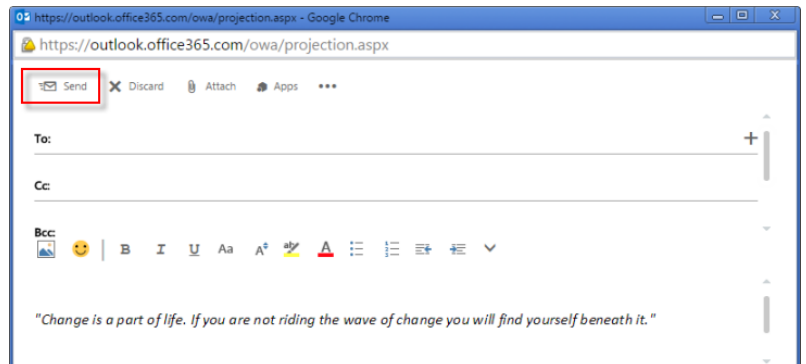 https://outlook.office365.com/owa/projection.aspx - Google Chrome
https://outlook.office365.com/owa/projection.aspx
Send Discard Attach Apps •••
To:
Cc:
Bcc:
B I U Aa A aby A
"Change is a part of life. If you are not riding the wave of change you will find yourself beneath it."